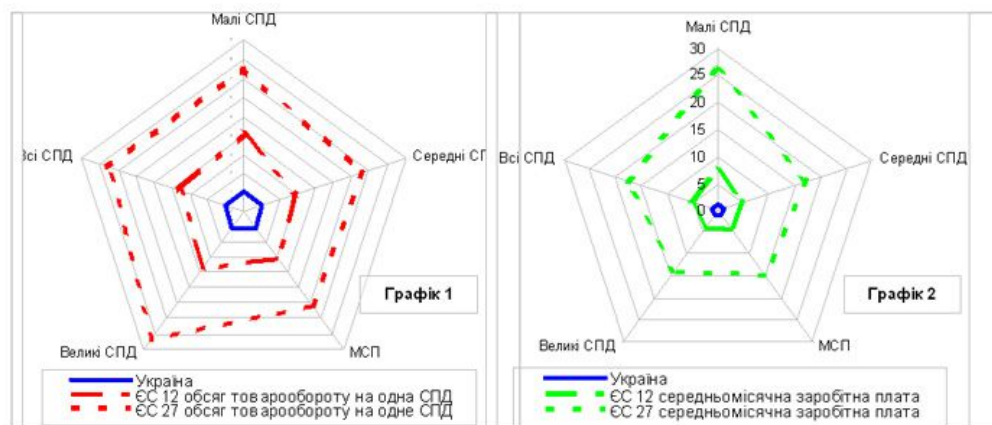 Малі СПД
Всі СПД
Середні СП
Великі СПД
МСП
Графік 1
Україна
ЄС 12 обсяг товарообороту на одна СПД
ЄС 27 обсяг товарообороту на одне СПД
Малі СПД
30
25
20
15
10
5
0
Всі СПД
Середні СПД
Великі СПД
МСП
Графік 2
Україна
ЄС 12 середньомісячна заробітна плата
ЄС 27 середньомісячна заробітна плата